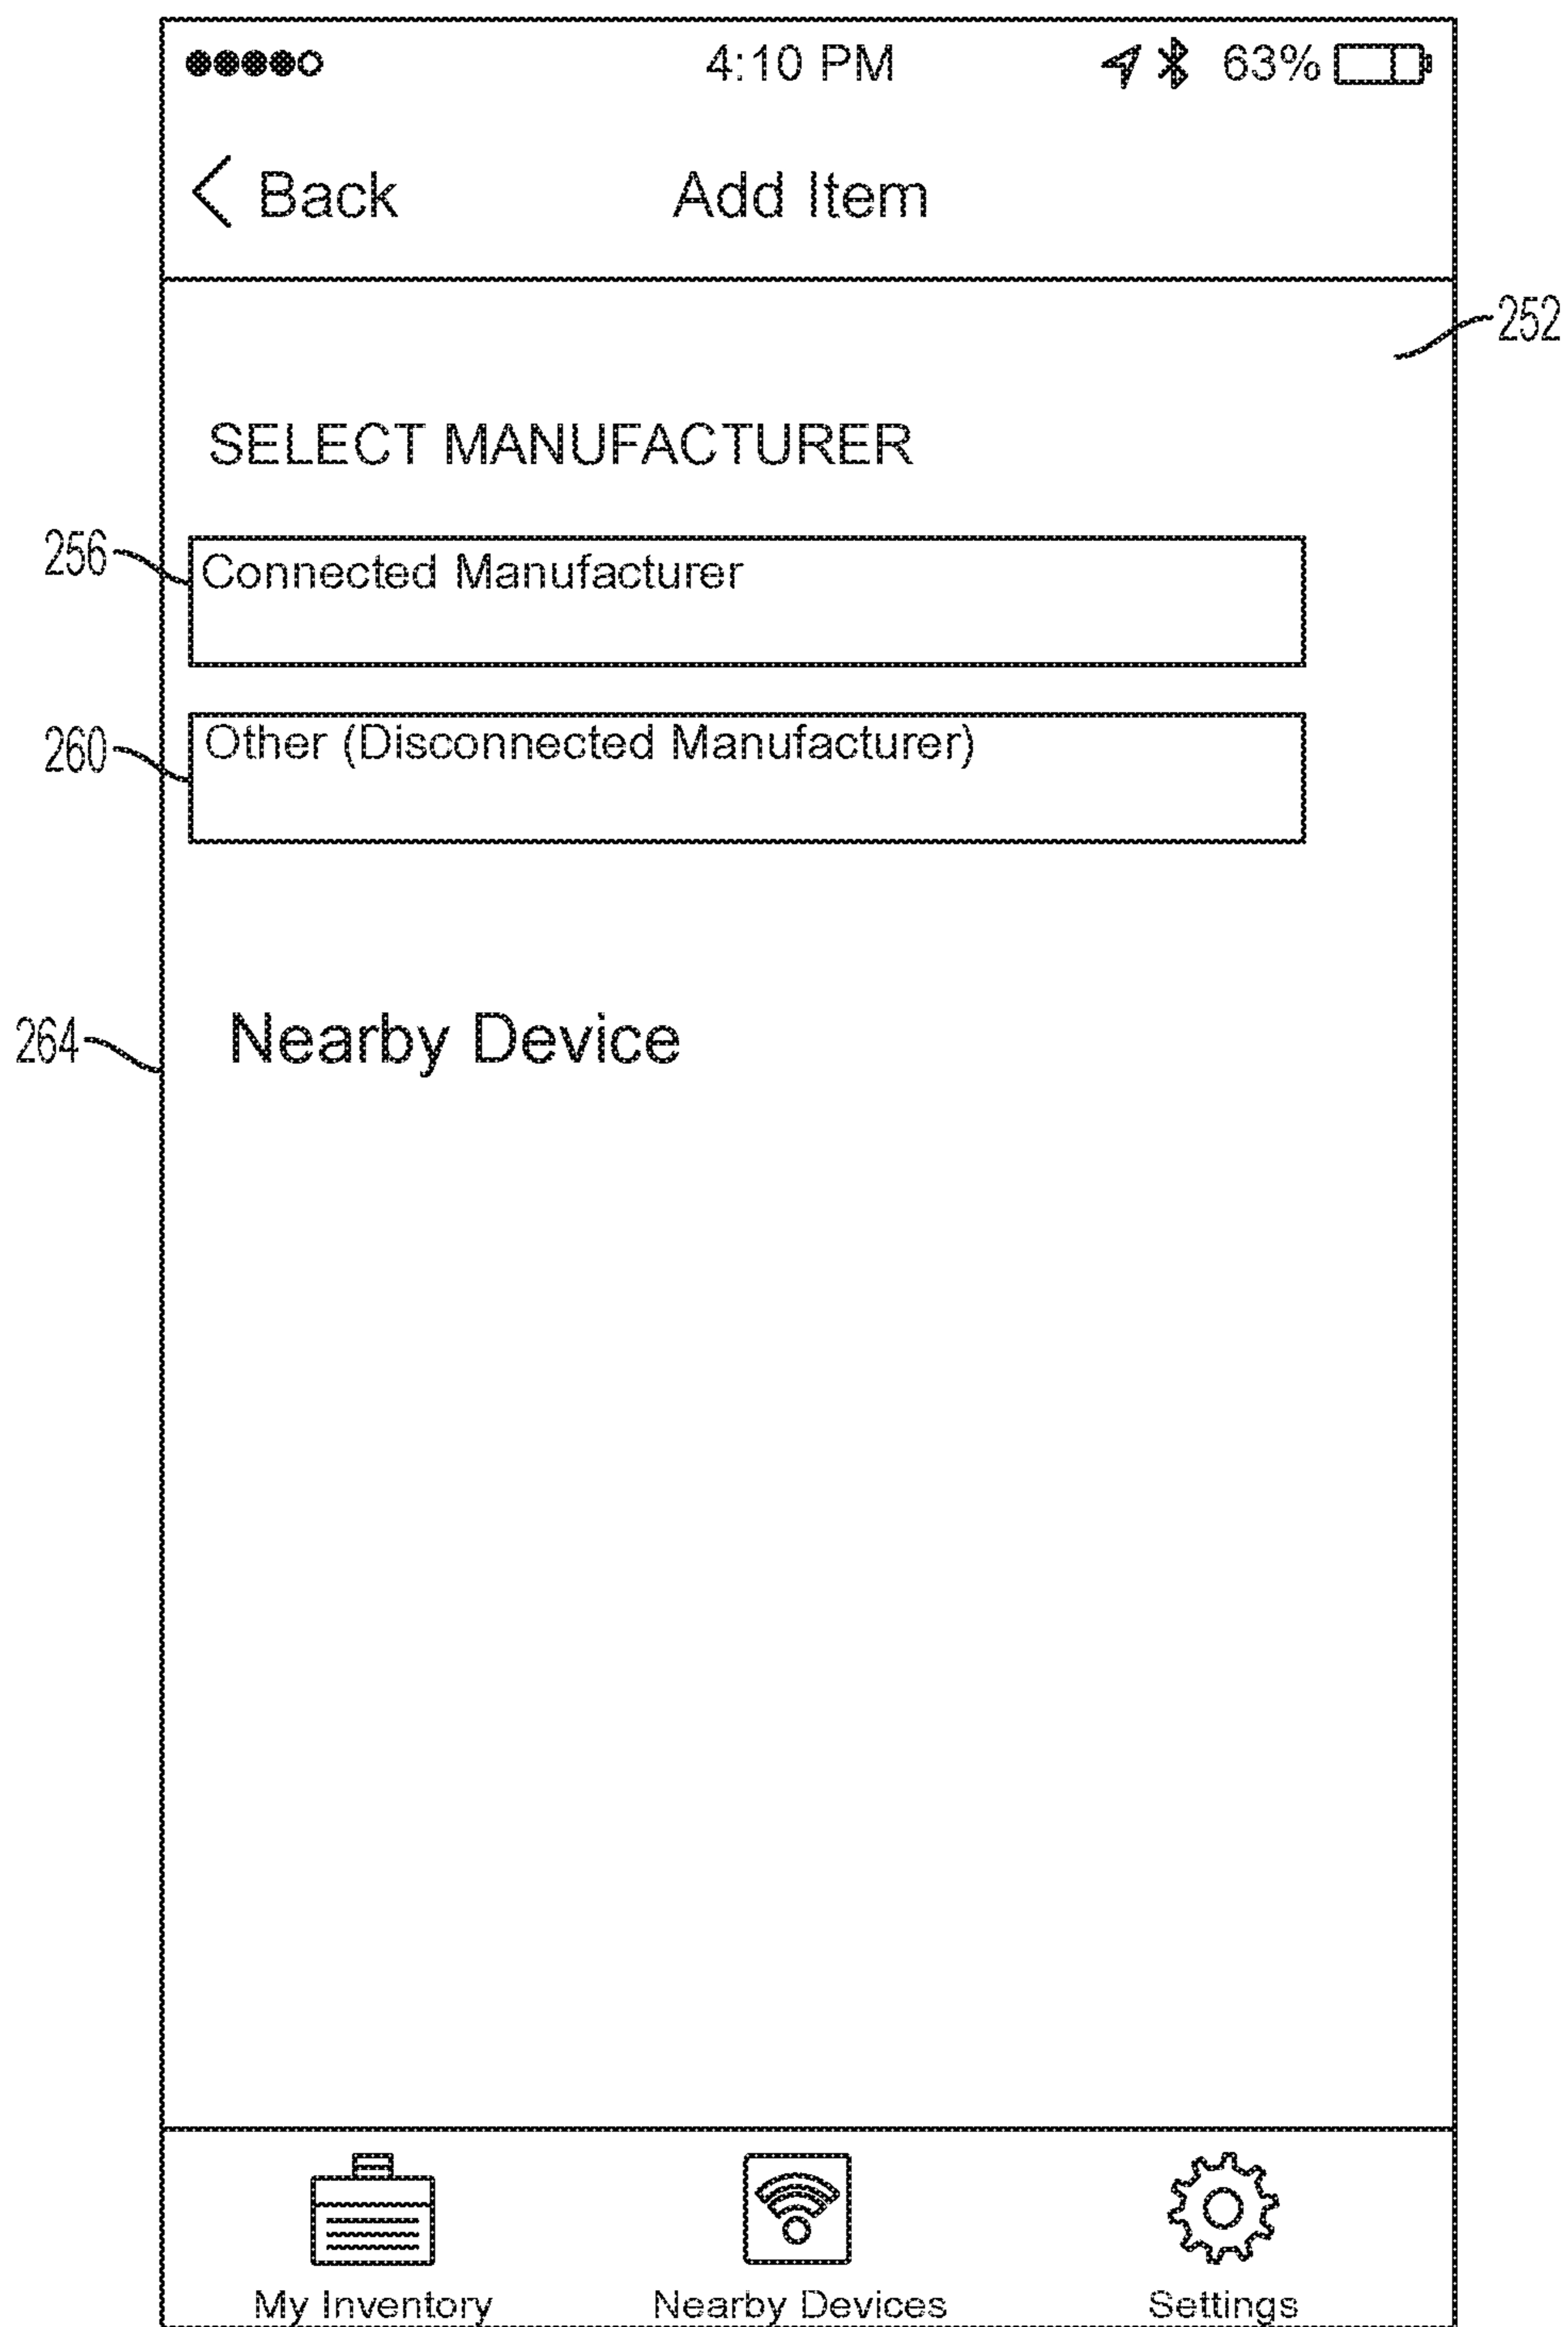 4:10 PM 63%
Back Add Item
252
SELECT MANUFACTURER
256 Connected Manufacturer
260 Other (Disconnected Manufacturer)
264 Nearby Device
My Inventory Nearby Devices Settings